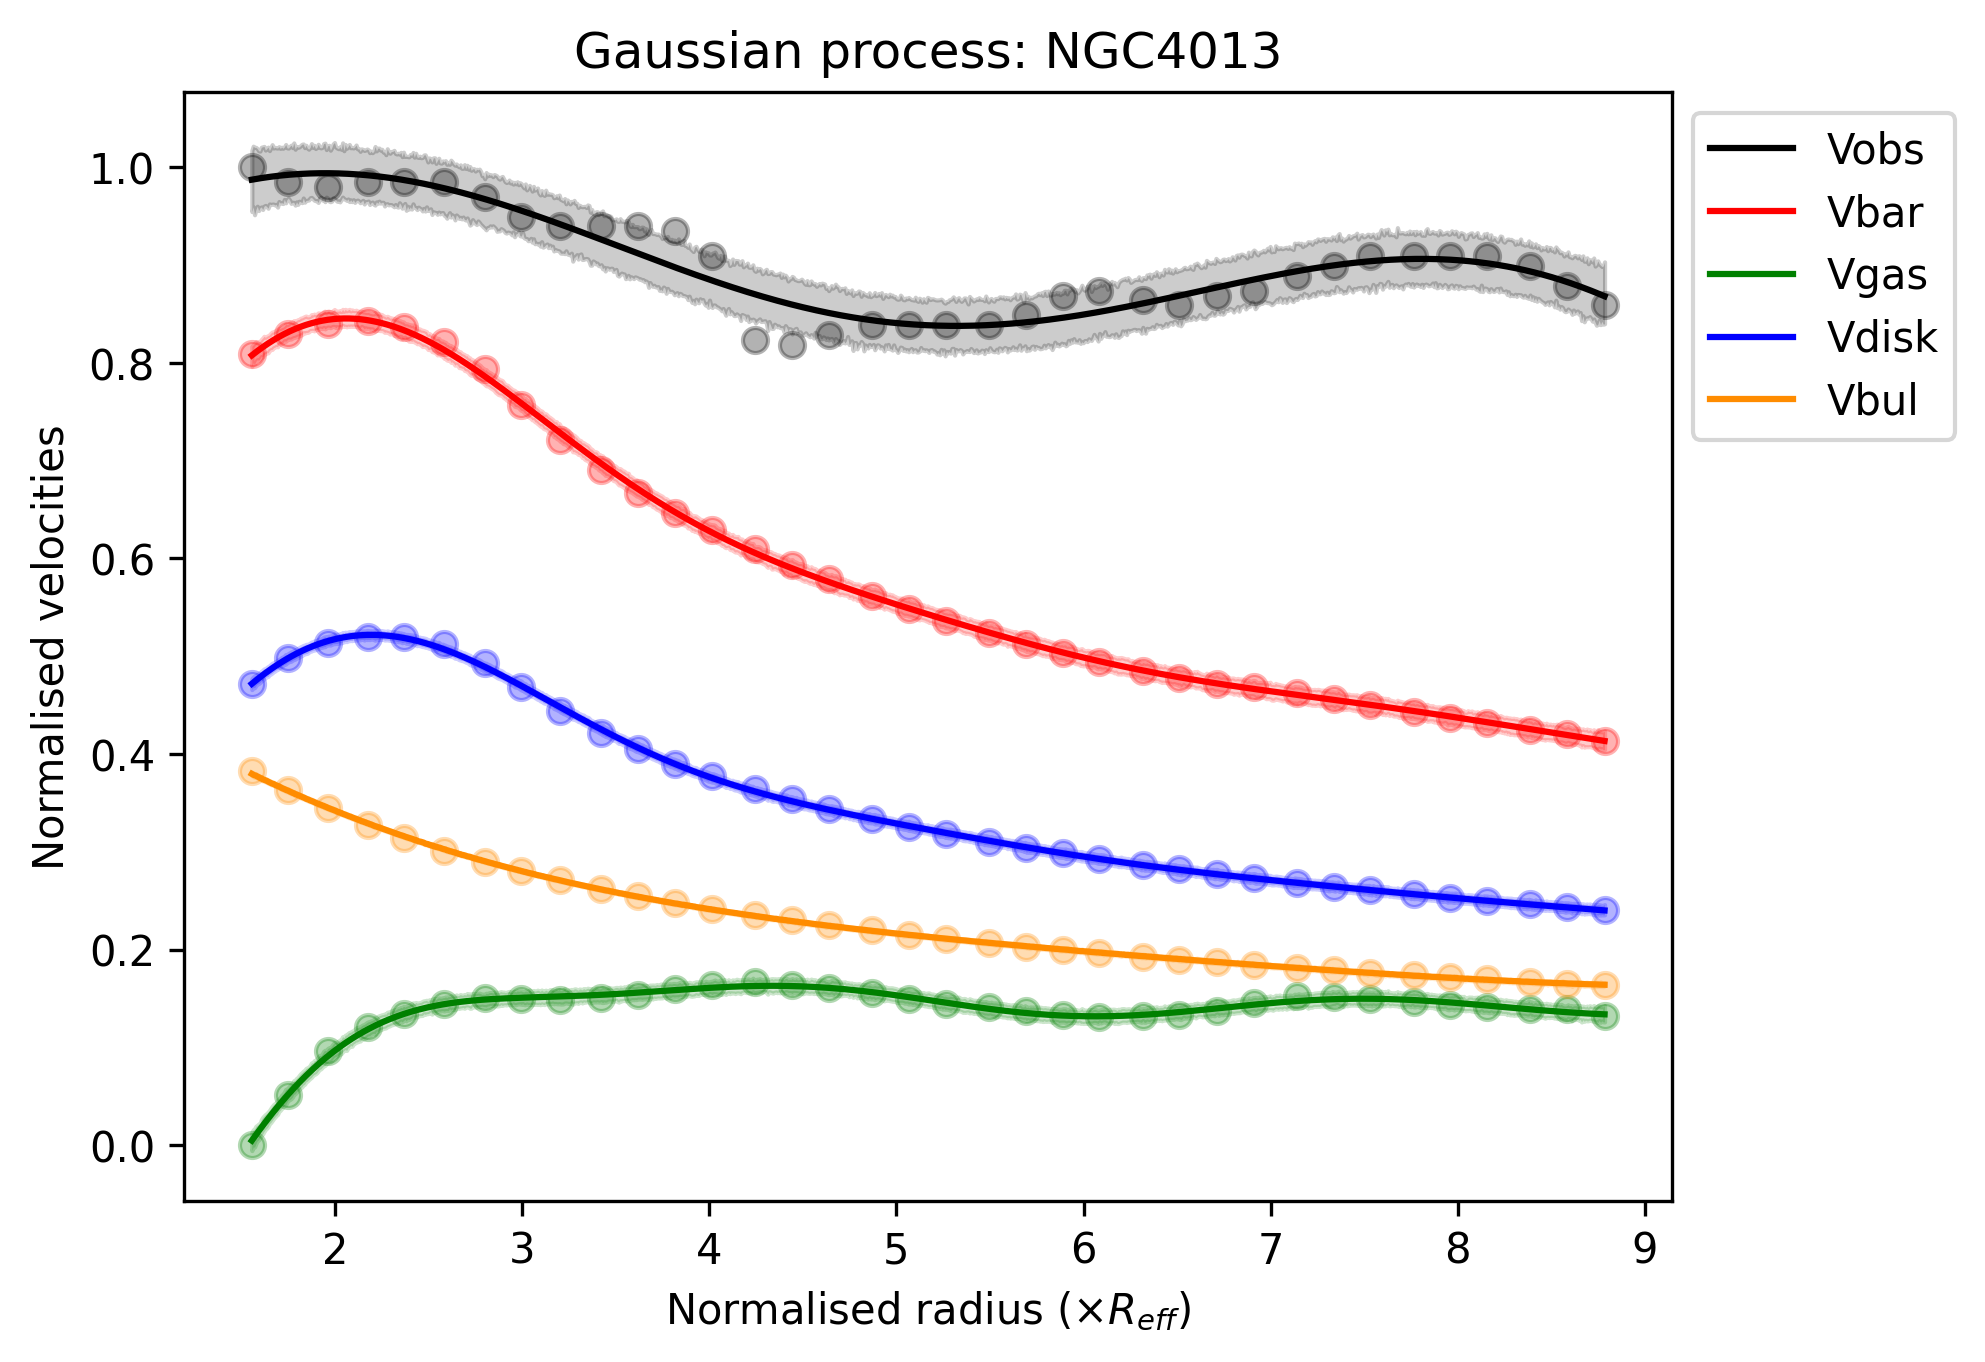 Gaussian process: NGC4013
Normalised velocities
1.0
0.8
0.6
0.4
0.2
0.0
2 3 4 5 6 7 8 9
Normalised radius (×R_eff)
Vobs
Vbar
Vgas
Vdisk
Vbul